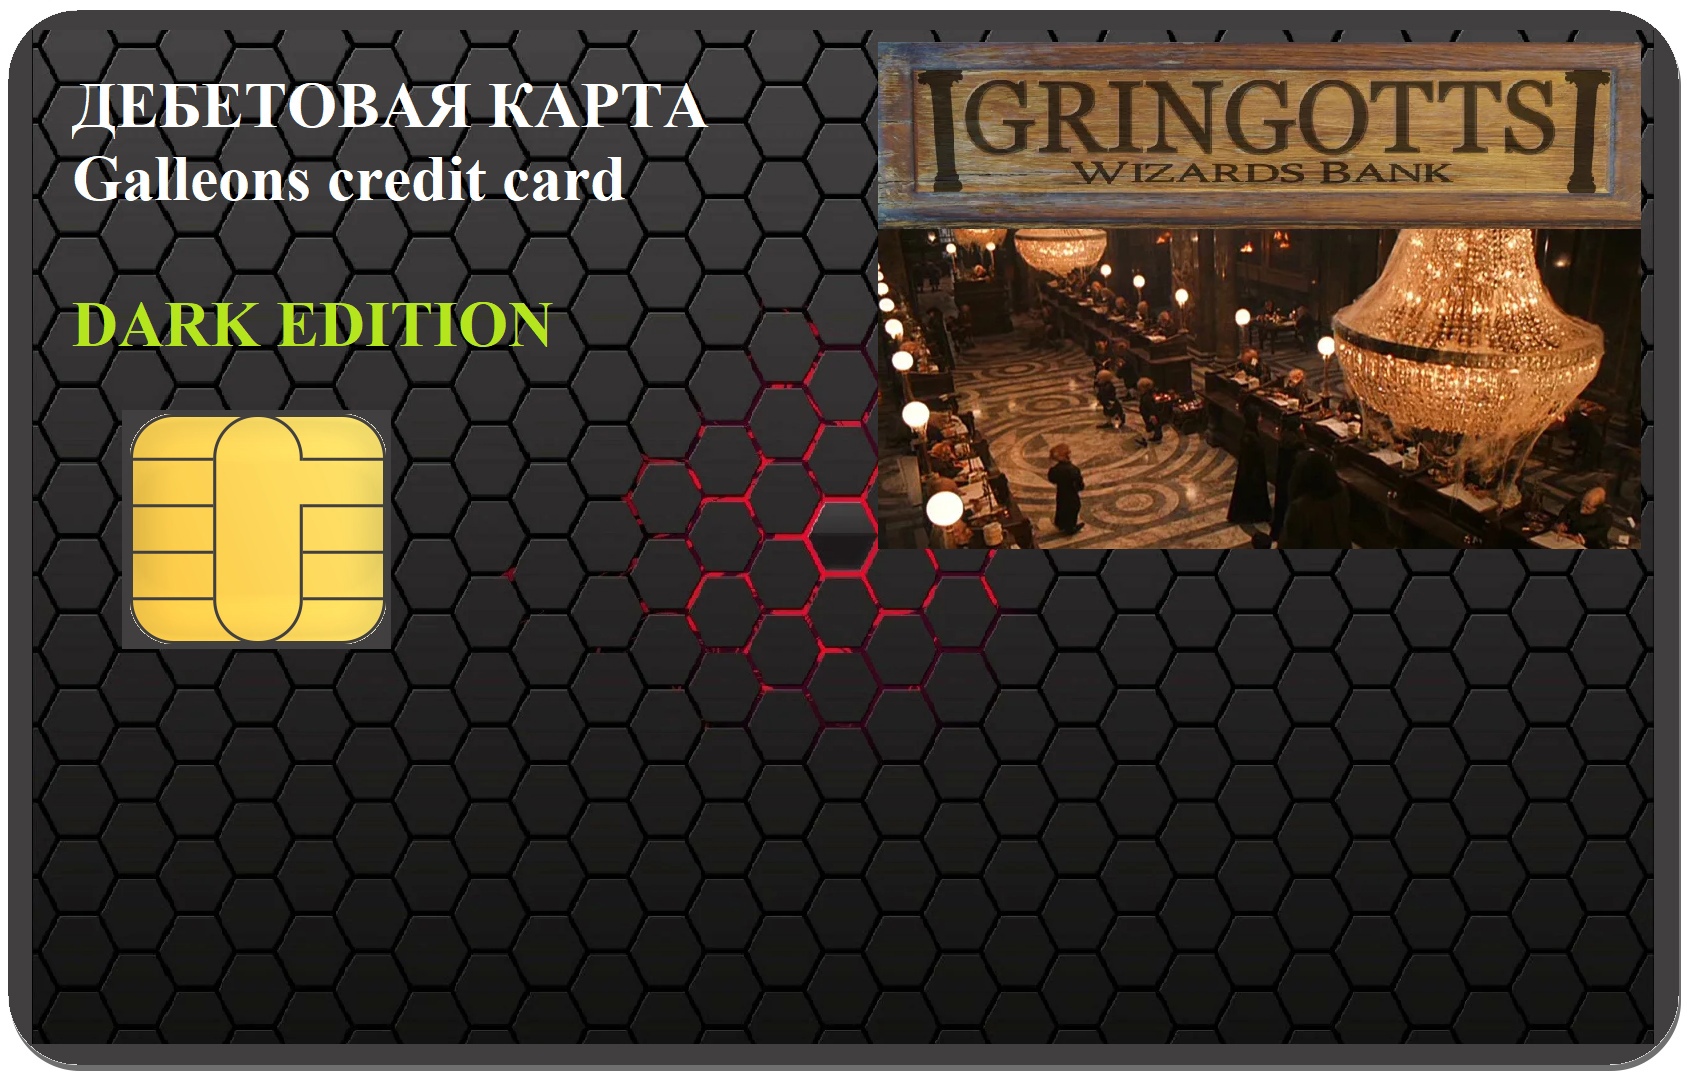 ДЕБЕТОВАЯ КАРТА
Galleons credit card
DARK EDITION
GRINGOTTS
WIZARDS BANK